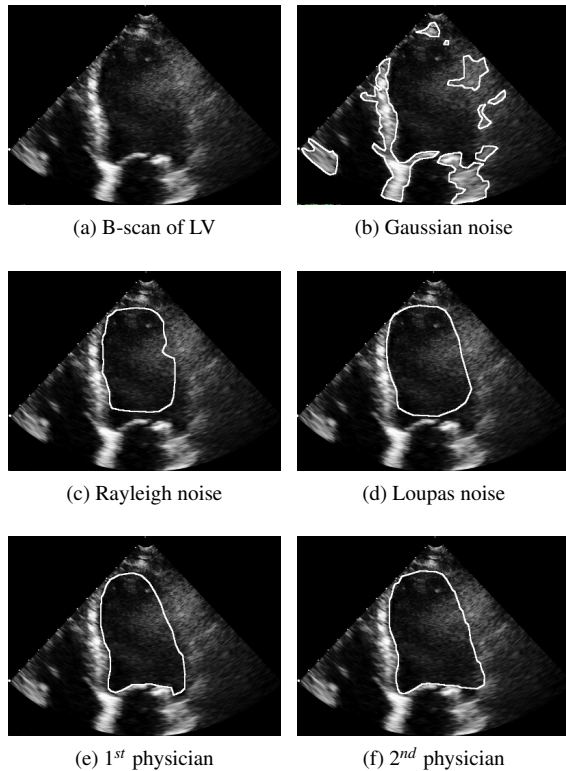 (a) B-scan of LV
(b) Gaussian noise
(c) Rayleigh noise
(d) Loupas noise
(e) 1st physician
(f) 2nd physician